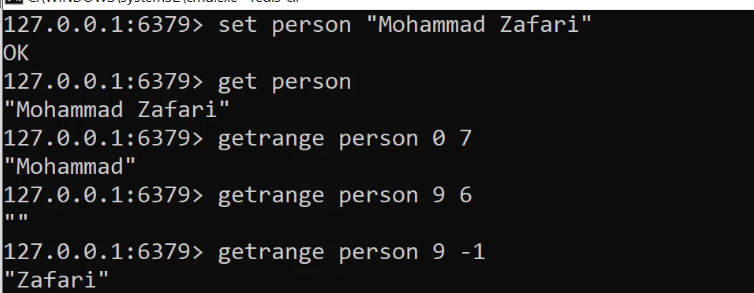 127.0.0.1:6379> set person "Mohammad Zafari"
OK
127.0.0.1:6379> get person
"Mohammad Zafari"
127.0.0.1:6379> getrange person 0 7
"Mohammad"
127.0.0.1:6379> getrange person 9 6
""
127.0.0.1:6379> getrange person 9 -1
"Zafari"